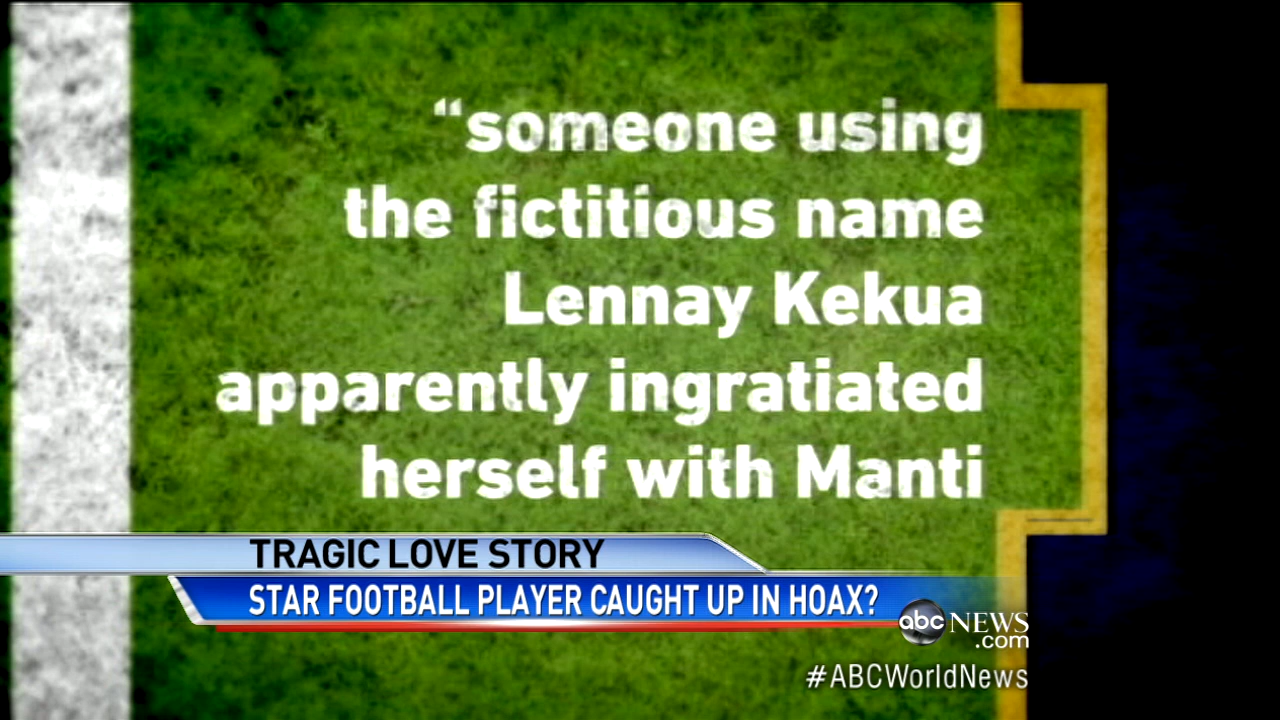 “someone using
the fictitious name
Lennay Kekua
apparently ingratiated
herself with Manti
TRAGIC LOVE STORY
STAR FOOTBALL PLAYER CAUGHT UP IN HOAX?
abc NEWS
.com
#ABCWorldNews